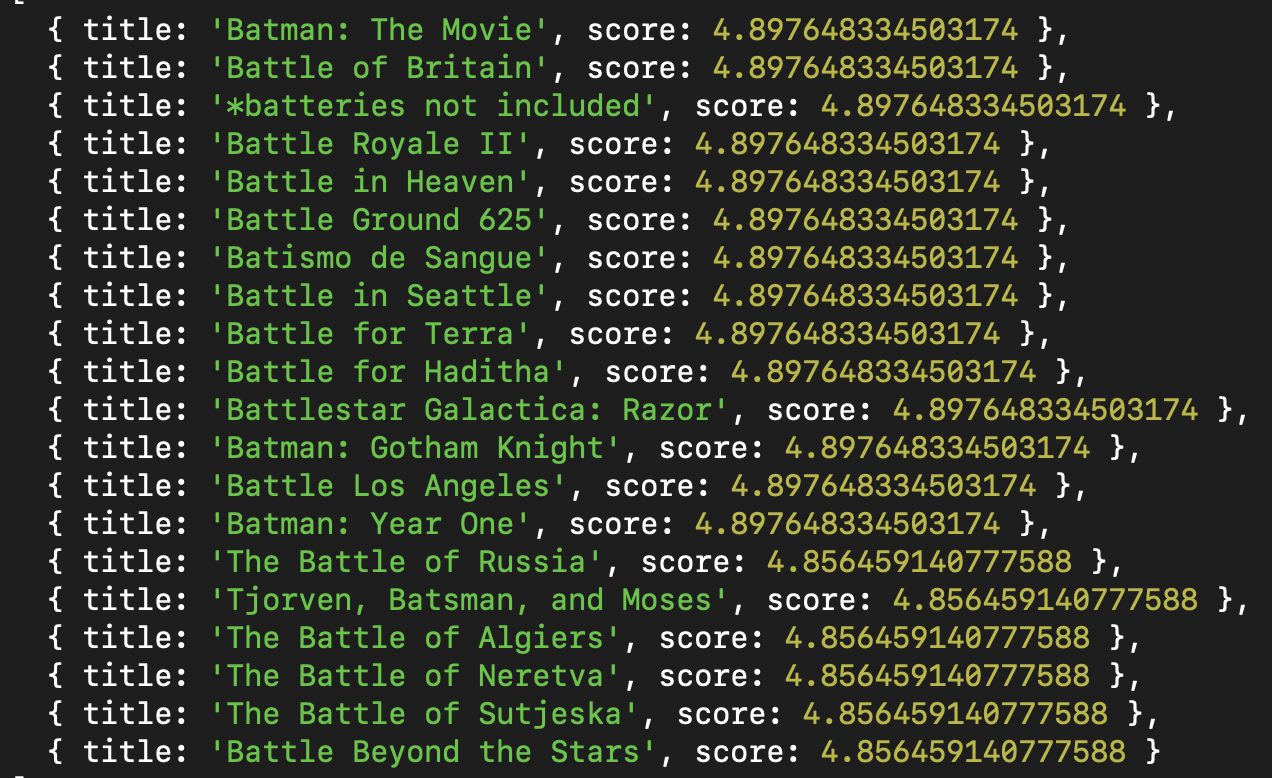 { title: 'Batman: The Movie', score: 4.897648334503174 },
{ title: 'Battle of Britain', score: 4.897648334503174 },
{ title: '*batteries not included', score: 4.897648334503174 },
{ title: 'Battle Royale II', score: 4.897648334503174 },
{ title: 'Battle in Heaven', score: 4.897648334503174 },
{ title: 'Battle Ground 625', score: 4.897648334503174 },
{ title: 'Batismo de Sangue', score: 4.897648334503174 },
{ title: 'Battle in Seattle', score: 4.897648334503174 },
{ title: 'Battle for Terra', score: 4.897648334503174 },
{ title: 'Battle for Haditha', score: 4.897648334503174 },
{ title: 'Battlestar Galactica: Razor', score: 4.897648334503174 },
{ title: 'Batman: Gotham Knight', score: 4.897648334503174 },
{ title: 'Battle Los Angeles', score: 4.897648334503174 },
{ title: 'Batman: Year One', score: 4.897648334503174 },
{ title: 'The Battle of Russia', score: 4.856459140777588 },
{ title: 'Tjorven, Batsman, and Moses', score: 4.856459140777588 },
{ title: 'The Battle of Algiers', score: 4.856459140777588 },
{ title: 'The Battle of Neretva', score: 4.856459140777588 },
{ title: 'The Battle of Sutjeska', score: 4.856459140777588 },
{ title: 'Battle Beyond the Stars', score: 4.856459140777588 }